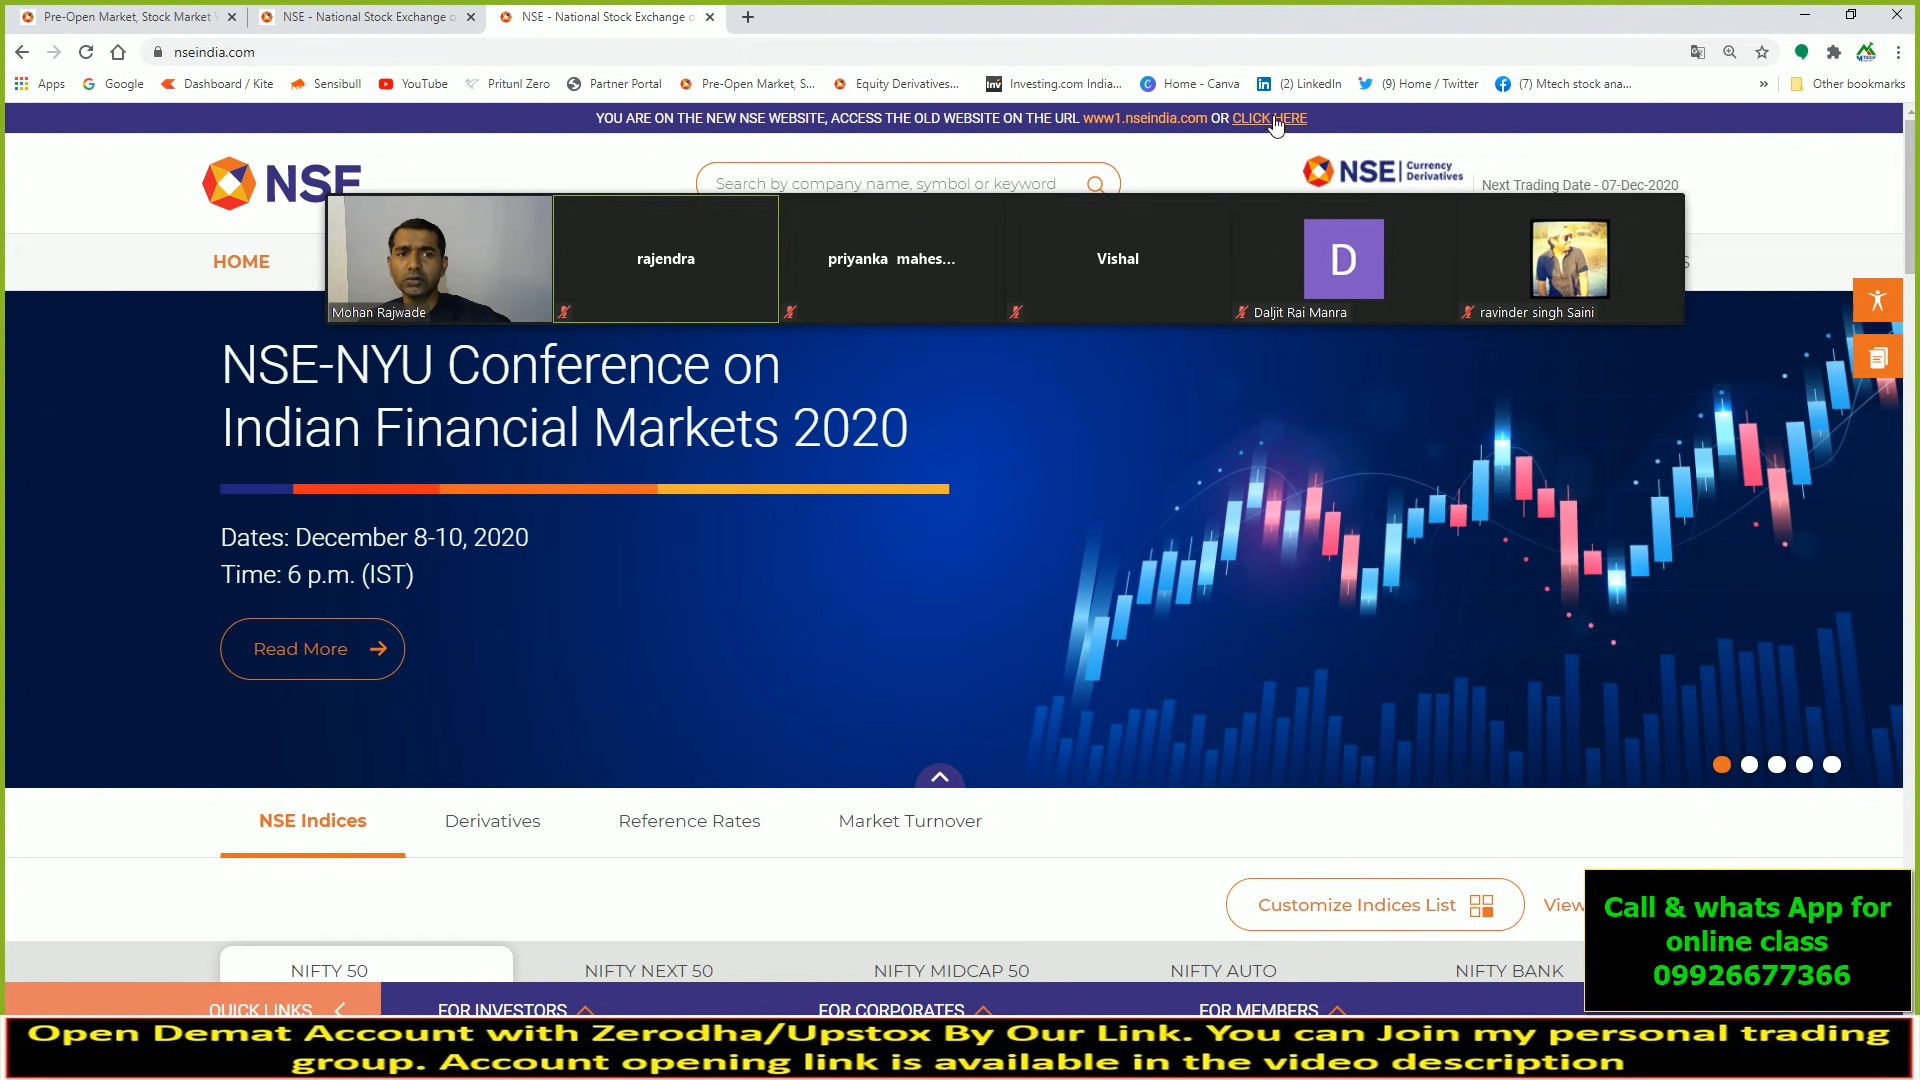 Pre-Open Market, Stock Market
NSE - National Stock Exchange o
NSE - National Stock Exchange o
nseindia.com
Apps
Google
Dashboard / Kite
Sensibull
YouTube
Pritunl Zero
Partner Portal
Pre-Open Market, S...
Equity Derivatives...
Investing.com India...
Home - Canva
(2) LinkedIn
(9) Home / Twitter
(7) Mtech stock ana...
»
Other bookmarks
YOU ARE ON THE NEW NSE WEBSITE, ACCESS THE OLD WEBSITE ON THE URL www1.nseindia.com OR CLICK HERE
NSE
Search by company name, symbol or keyword
NSE Currency Derivatives
Next Trading Date - 07-Dec-2020
HOME
Mohan Rajwade
rajendra
priyanka mahes...
Vishal
D
Daljit Rai Manra
ravinder singh Saini
NSE-NYU Conference on
Indian Financial Markets 2020
Dates: December 8-10, 2020
Time: 6 p.m. (IST)
Read More
NSE Indices
Derivatives
Reference Rates
Market Turnover
Customize Indices List
View
NIFTY 50
NIFTY NEXT 50
NIFTY MIDCAP 50
NIFTY AUTO
NIFTY BANK
QUICK LINKS
FOR INVESTORS
FOR CORPORATES
FOR MEMBERS
Call & whats App for
online class
09926677366
Open Demat Account with Zerodha/Upstox By Our Link. You can Join my personal trading
group. Account opening link is available in the video description